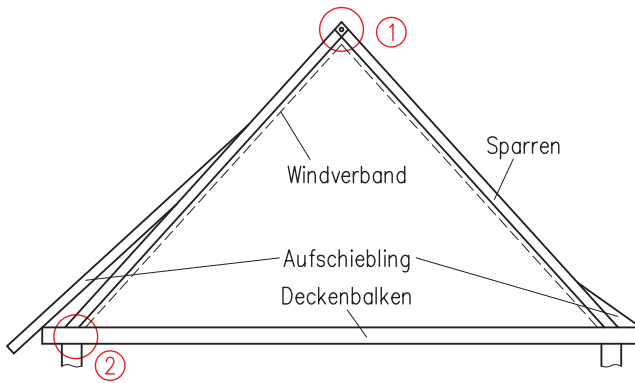 1
Sparren
Windverband
Aufschiebling
Deckenbalken
2